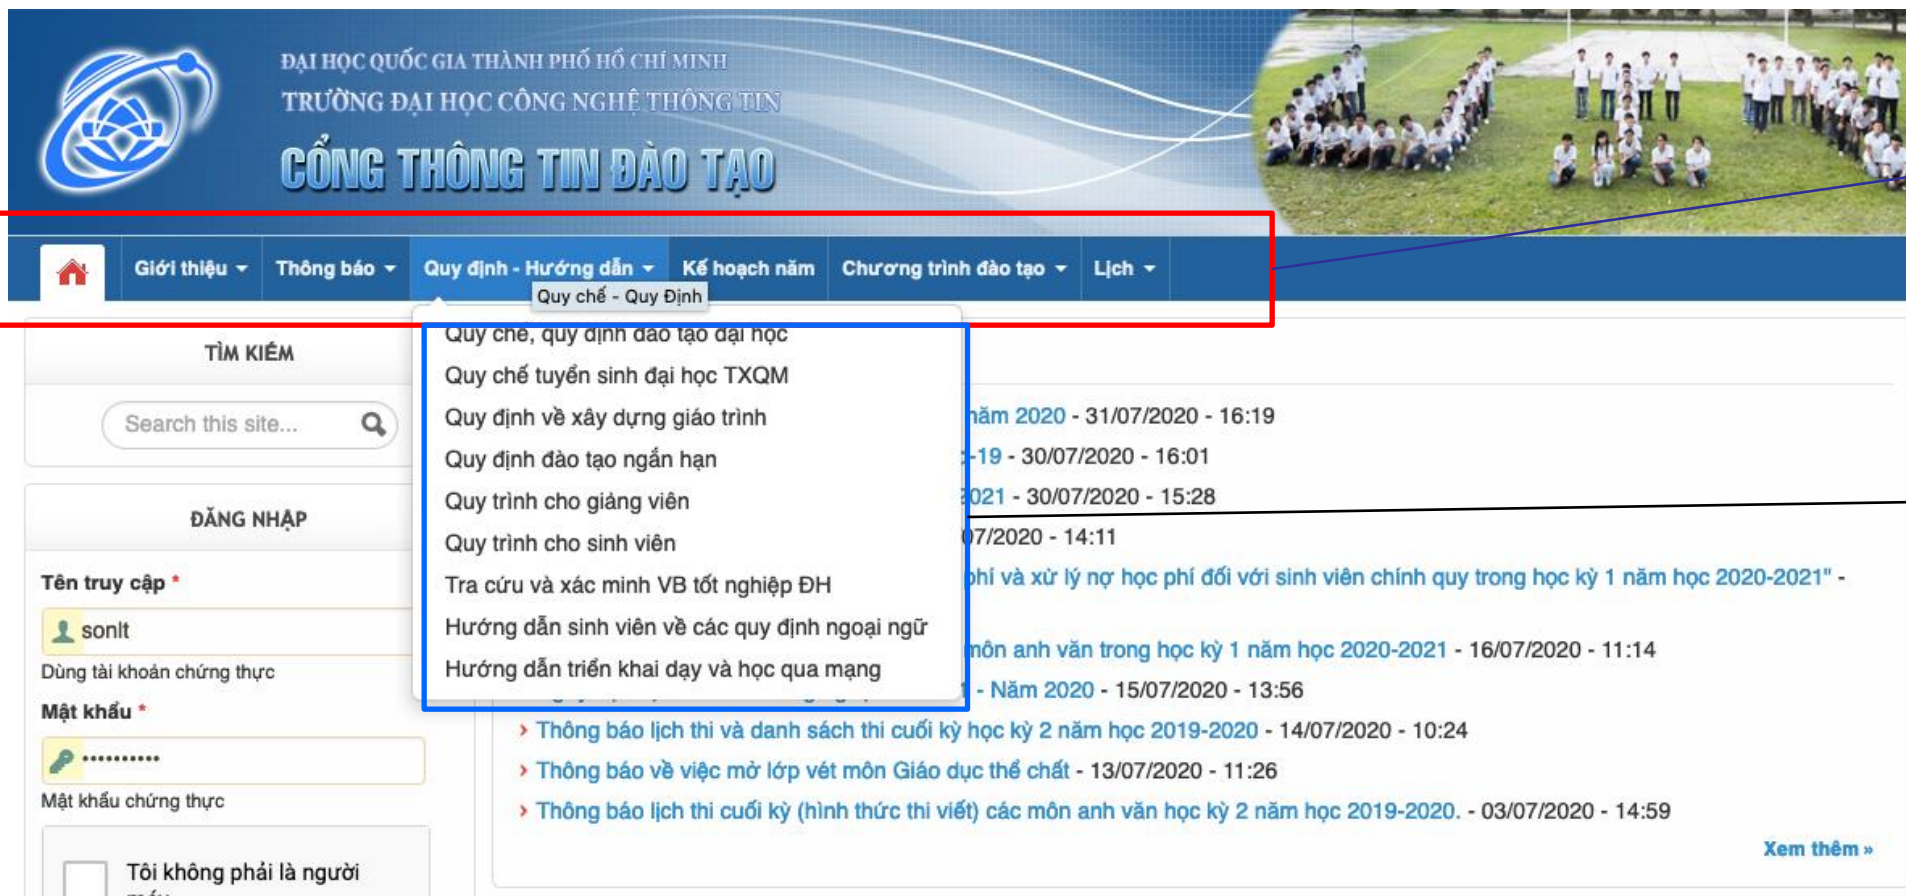 ĐẠI HỌC QUỐC GIA THÀNH PHỐ HỒ CHÍ MINH
TRƯỜNG ĐẠI HỌC CÔNG NGHỆ THÔNG TIN
CỔNG THÔNG TIN ĐÀO TẠO
Giới thiệu Thông báo Quy định - Hướng dẫn Kế hoạch năm Chương trình đào tạo Lịch
Quy chế - Quy Định
Quy chế, quy định đào tạo đại học
Quy chế tuyển sinh đại học TXQM
Quy định về xây dựng giáo trình
Quy định đào tạo ngắn hạn
Quy trình cho giảng viên
Quy trình cho sinh viên
Tra cứu và xác minh VB tốt nghiệp ĐH
Hướng dẫn sinh viên về các quy định ngoại ngữ
Hướng dẫn triển khai dạy và học qua mạng
TÌM KIẾM
Search this site...
ĐĂNG NHẬP
Tên truy cập *
sonlt
Dùng tài khoản chứng thực
Mật khẩu *
Mật khẩu chứng thực
Tôi không phải là người
năm 2020 - 31/07/2020 - 16:19
-19 - 30/07/2020 - 16:01
2021 - 30/07/2020 - 15:28
07/2020 - 14:11
phí và xử lý nợ học phí đối với sinh viên chính quy trong học kỳ 1 năm học 2020-2021" -
môn anh văn trong học kỳ 1 năm học 2020-2021 - 16/07/2020 - 11:14
1 - Năm 2020 - 15/07/2020 - 13:56
› Thông báo lịch thi và danh sách thi cuối kỳ học kỳ 2 năm học 2019-2020 - 14/07/2020 - 10:24
› Thông báo về việc mở lớp vét môn Giáo dục thể chất - 13/07/2020 - 11:26
› Thông báo lịch thi cuối kỳ (hình thức thi viết) các môn anh văn học kỳ 2 năm học 2019-2020. - 03/07/2020 - 14:59
Xem thêm »